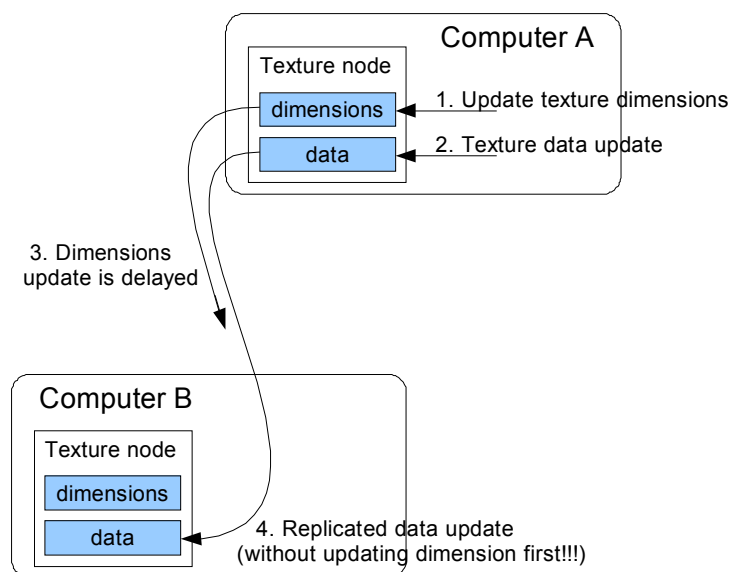 Computer A
Texture node
dimensions
1. Update texture dimensions
data
2. Texture data update
3. Dimensions
update is delayed
Computer B
Texture node
dimensions
data
4. Replicated data update
(without updating dimension first!!!)